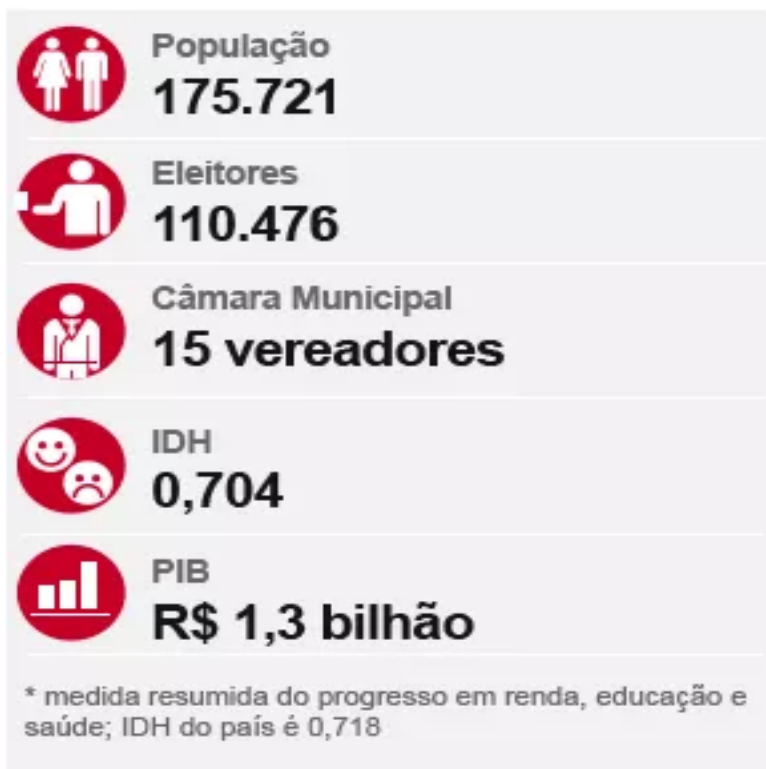 População
175.721
Eleitores
110.476
Câmara Municipal
15 vereadores
IDH
0,704
PIB
R$ 1,3 bilhão
* medida resumida do progresso em renda, educação e
saúde; IDH do país é 0,718